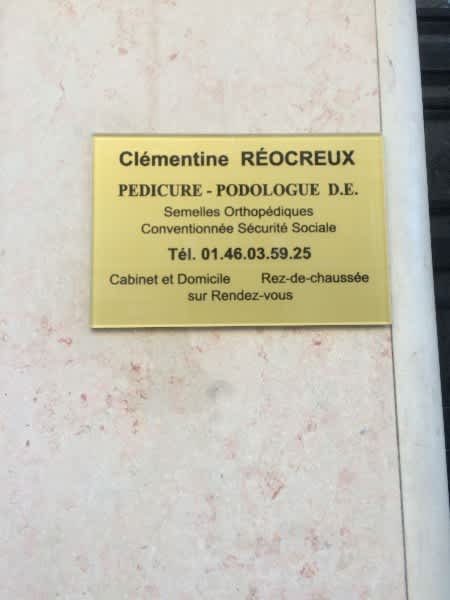 Clémentine RÉOCREUX
PEDICURE - PODOLOGUE D.E.
Semelles Orthopédiques
Conventionnée Sécurité Sociale
Tél. 01.46.03.59.25
Cabinet et Domicile Rez-de-chaussée
sur Rendez-vous